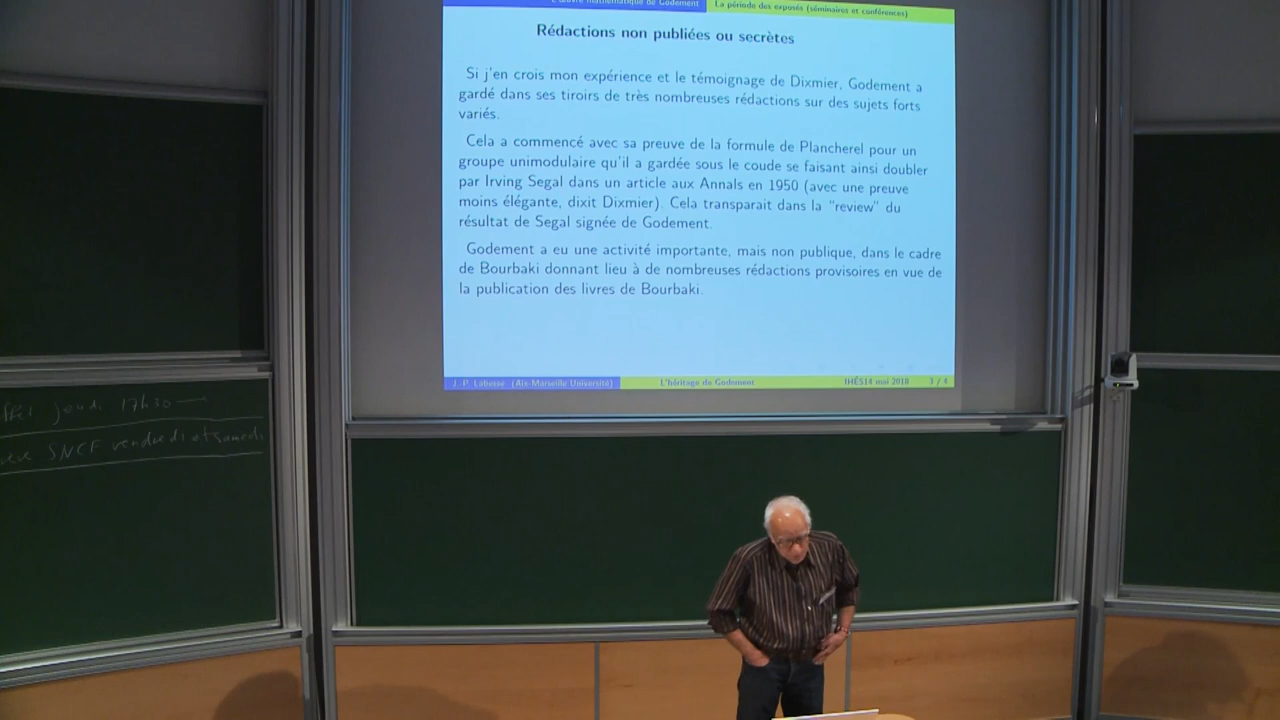 L'œuvre mathématique de Godement
La période des exposés (séminaires et conférences)
Rédactions non publiées ou secrètes
Si j'en crois mon expérience et le témoignage de Dixmier, Godement a
gardé dans ses tiroirs de très nombreuses rédactions sur des sujets forts
variés.
Cela a commencé avec sa preuve de la formule de Plancherel pour un
groupe unimodulaire qu'il a gardée sous le coude se faisant ainsi doubler
par Irving Segal dans un article aux Annals en 1950 (avec une preuve
moins élégante, dixit Dixmier). Cela transparait dans la "review" du
résultat de Segal signée de Godement.
Godement a eu une activité importante, mais non publique, dans le cadre
de Bourbaki donnant lieu à de nombreuses rédactions provisoires en vue de
la publication des livres de Bourbaki.
J.-P. Labesse (Aix-Marseille Université)
L'héritage de Godement
IHÉS14 mai 2018 3 / 4
jeudi 17h30
SNCF vendredi et samedi